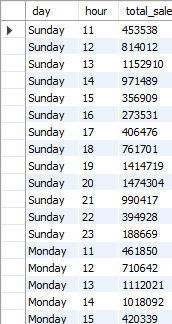 day hour total_sale
Sunday 11 453538
Sunday 12 814012
Sunday 13 1152910
Sunday 14 971489
Sunday 15 356909
Sunday 16 273531
Sunday 17 406476
Sunday 18 761701
Sunday 19 1414719
Sunday 20 1474304
Sunday 21 990417
Sunday 22 394928
Sunday 23 188669
Monday 11 461850
Monday 12 710642
Monday 13 1112021
Monday 14 1018092
Monday 15 420339